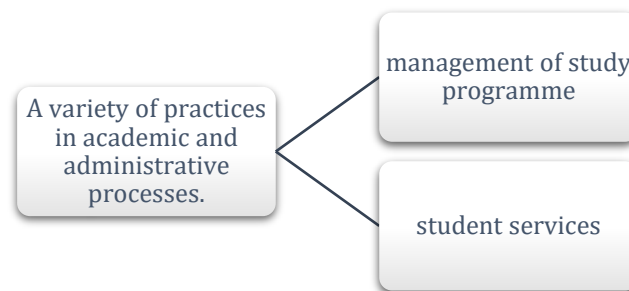 A variety of practices
in academic and
administrative
processes.
management of study
programme
student services